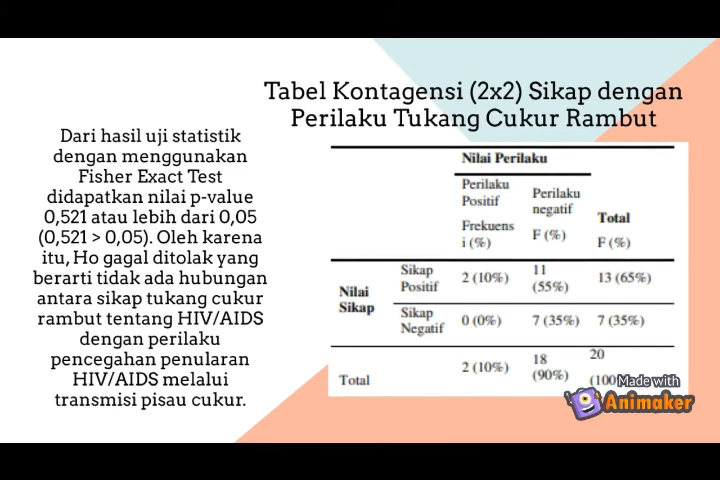 Tabel Kontagensi (2x2) Sikap dengan
Perilaku Tukang Cukur Rambut
Dari hasil uji statistik
dengan menggunakan
Fisher Exact Test
didapatkan nilai p-value
0,521 atau lebih dari 0,05
(0,521 > 0,05). Oleh karena
itu, Ho gagal ditolak yang
berarti tidak ada hubungan
antara sikap tukang cukur
rambut tentang HIV/AIDS
dengan perilaku
pencegahan penularan
HIV/AIDS melalui
transmisi pisau cukur.
Nilai Perilaku
Perilaku
Positif
Frekuens
i (%)
Perilaku
negatif
F (%)
Total
F (%)
Nilai
Sikap
Sikap
Positif
2 (10%)
11
(55%)
13 (65%)
Sikap
Negatif
0 (0%)
7 (35%)
7 (35%)
Total
2 (10%)
18
(90%)
20
(100
Made with
Animaker